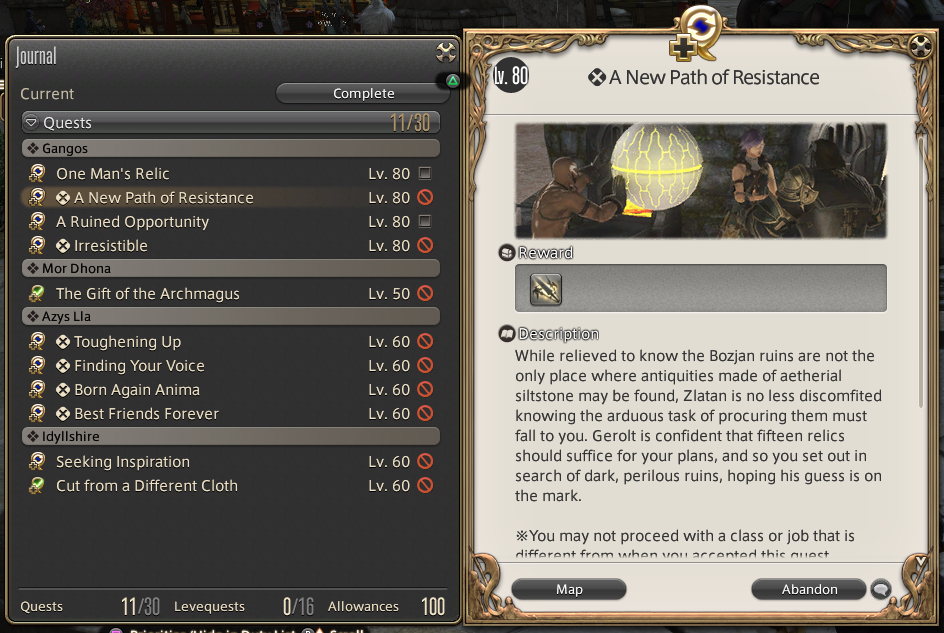 Journal
Current
Complete
Quests 11/30
Gangos
One Man's Relic Lv. 80
A New Path of Resistance Lv. 80
A Ruined Opportunity Lv. 80
Irresistible Lv. 80
Mor Dhona
The Gift of the Archmagus Lv. 50
Azys Lla
Toughening Up Lv. 60
Finding Your Voice Lv. 60
Born Again Anima Lv. 60
Best Friends Forever Lv. 60
Idyllshire
Seeking Inspiration Lv. 60
Cut from a Different Cloth Lv. 60
Quests 11/30 Levequests 0/16 Allowances 100
Lv. 80 A New Path of Resistance
Reward
Description
While relieved to know the Bozjan ruins are not the
only place where antiquities made of aetherial
siltstone may be found, Zlatan is no less discomfited
knowing the arduous task of procuring them must
fall to you. Gerolt is confident that fifteen relics
should suffice for your plans, and so you set out in
search of dark, perilous ruins, hoping his guess is on
the mark.
※You may not proceed with a class or job that is
different from when you accepted this quest.
Map
Abandon